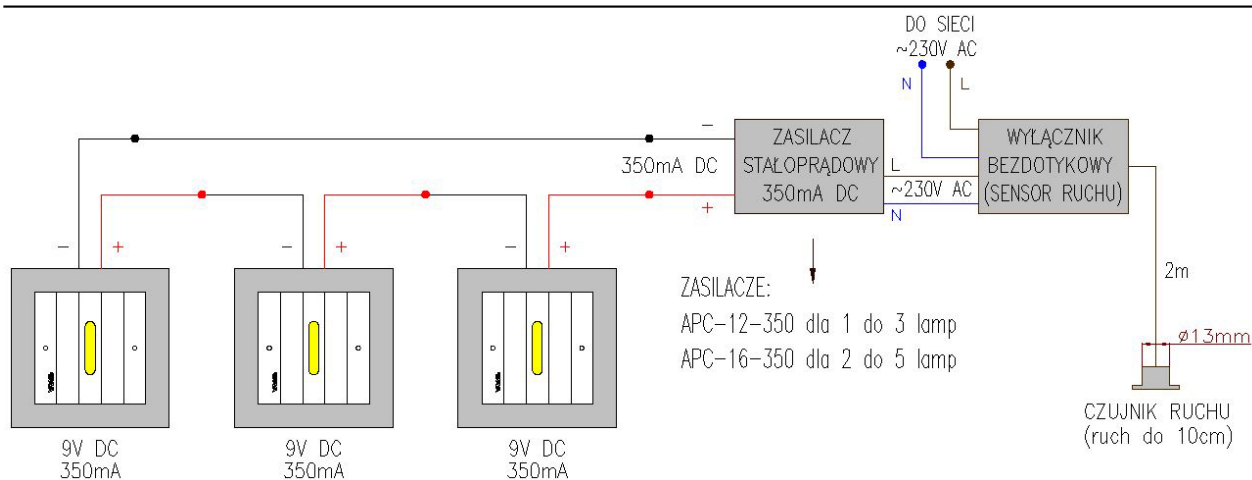 DO SIECI
~230V AC
N
L
−
350mA DC
+
ZASILACZ
STAŁOPRĄDOWY
350mA DC
L
~230V AC
N
WYŁĄCZNIK
BEZDOTYKOWY
(SENSOR RUCHU)
− +
− +
− +
ZASILACZE:
APC-12-350 dla 1 do 3 lamp
APC-16-350 dla 2 do 5 lamp
2m
ø13mm
CZUJNIK RUCHU
(ruch do 10cm)
9V DC
350mA
9V DC
350mA
9V DC
350mA